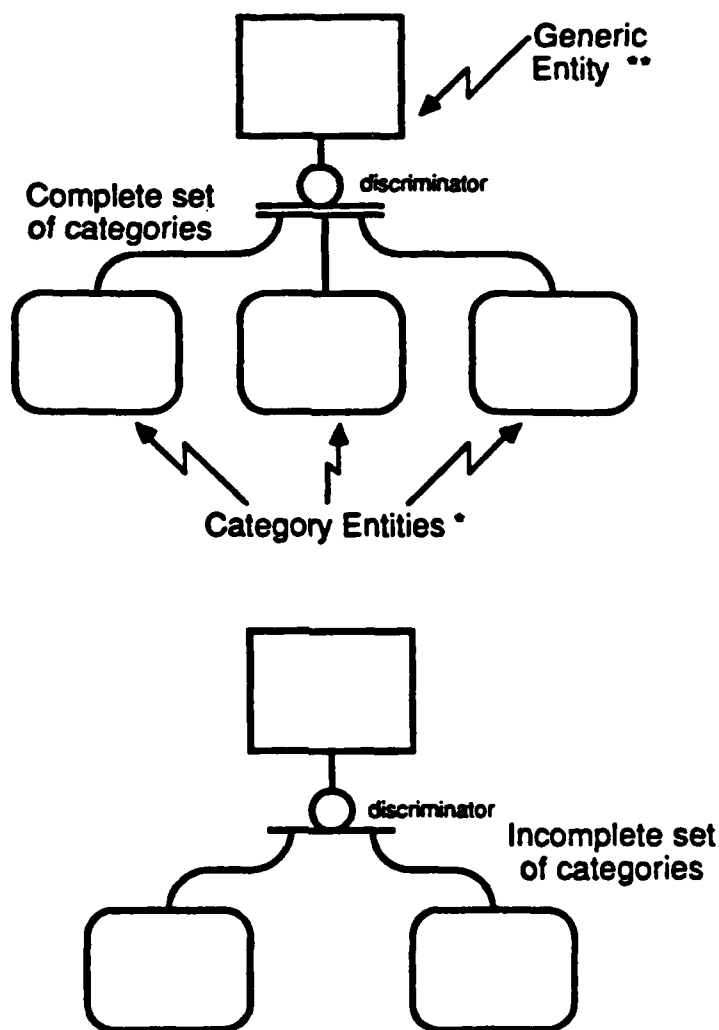 Generic
Entity **
discriminator
Complete set
of categories
Category Entities *
discriminator
Incomplete set
of categories